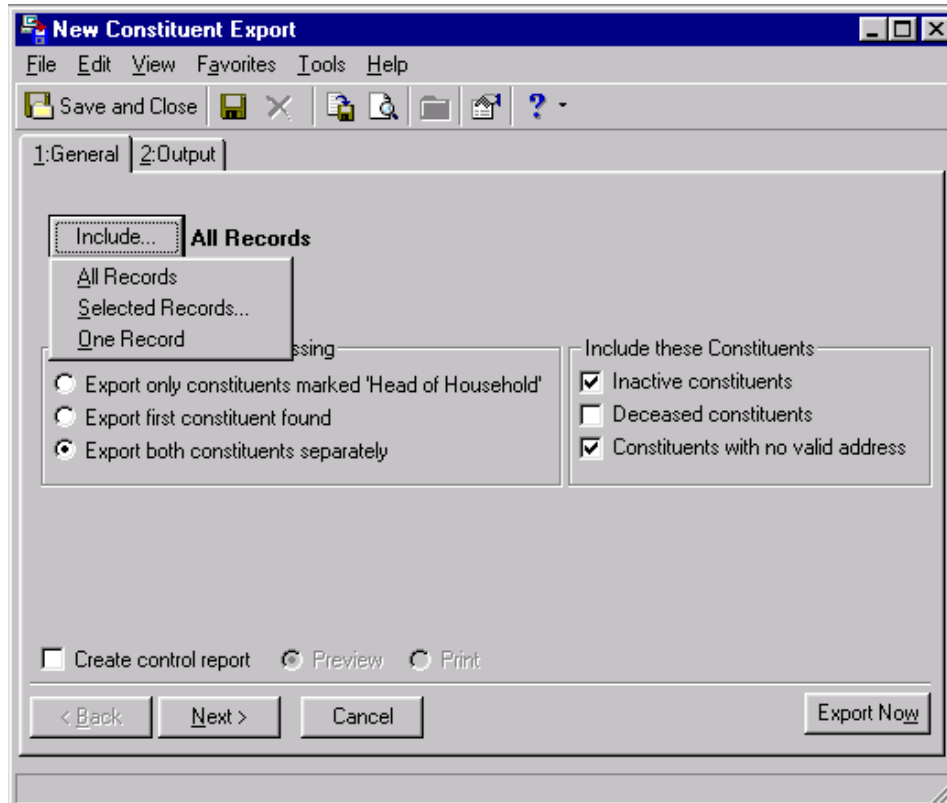 New Constituent Export
File Edit View Favorites Tools Help
Save and Close ?
1:General 2:Output
Include... All Records
All Records
Selected Records...
One Record
ssing
Export only constituents marked 'Head of Household'
Export first constituent found
Export both constituents separately
Include these Constituents
Inactive constituents
Deceased constituents
Constituents with no valid address
Create control report Preview Print
< Back Next > Cancel Export Now